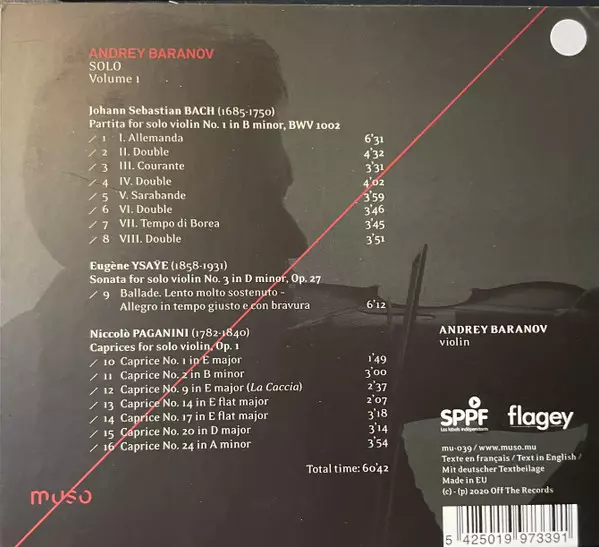 ANDREY BARANOV
SOLO
Volume 1
Johann Sebastian BACH (1685-1750)
Partita for solo violin No. 1 in B minor, BWV 1002
/ 1 I. Allemanda 6'31
/ 2 II. Double 4'32
/ 3 III. Courante 3'31
/ 4 IV. Double 4'02
/ 5 V. Sarabande 3'59
/ 6 VI. Double 3'46
/ 7 VII. Tempo di Borea 3'45
/ 8 VIII. Double 3'51
Eugène YSAŸE (1858-1931)
Sonata for solo violin No. 3 in D minor, Op. 27
/ 9 Ballade. Lento molto sostenuto -
Allegro in tempo giusto e con bravura 6'12
Niccolò PAGANINI (1782-1840)
Caprices for solo violin, Op. 1
/ 10 Caprice No. 1 in E major 1'49
/ 11 Caprice No. 2 in B minor 3'00
/ 12 Caprice No. 9 in E major (La Caccia) 2'37
/ 13 Caprice No. 14 in E flat major 2'07
/ 14 Caprice No. 17 in E flat major 3'18
/ 15 Caprice No. 20 in D major 3'14
/ 16 Caprice No. 24 in A minor 3'54
Total time: 60'42
muso
ANDREY BARANOV
violin
SPPF
Les labels indépendants
flagey
mu-039 / www.muso.mu
Texte en français / Text in English /
Mit deutscher Textbeilage
Made in EU
(c) - (p) 2020 Off The Records
5 425019 973391